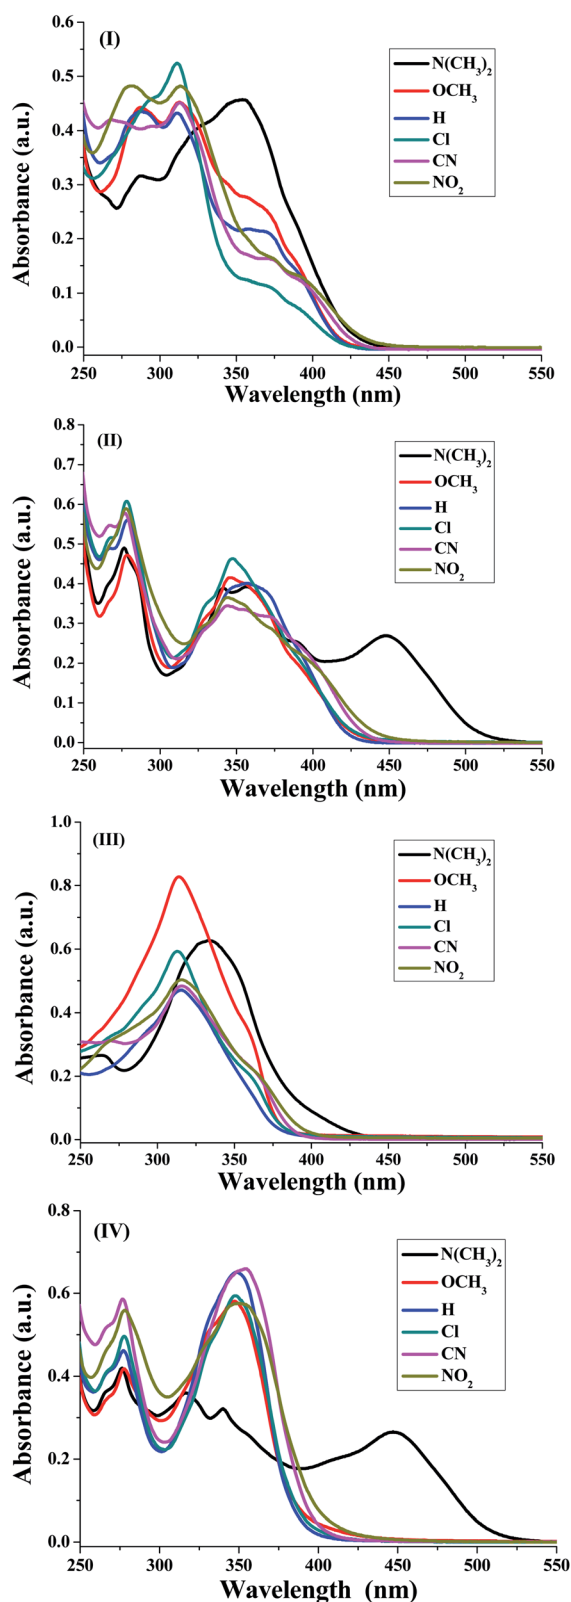 (I)
N(CH₃)₂
OCH₃
H
Cl
CN
NO₂
Absorbance (a.u.)
0.6
0.5
0.4
0.3
0.2
0.1
0.0
250 300 350 400 450 500 550
Wavelength (nm)
(II)
N(CH₃)₂
OCH₃
H
Cl
CN
NO₂
Absorbance (a.u.)
0.8
0.7
0.6
0.5
0.4
0.3
0.2
0.1
0.0
250 300 350 400 450 500 550
Wavelength (nm)
(III)
N(CH₃)₂
OCH₃
H
Cl
CN
NO₂
Absorbance (a.u.)
1.0
0.8
0.6
0.4
0.2
0.0
250 300 350 400 450 500 550
Wavelength (nm)
(IV)
N(CH₃)₂
OCH₃
H
Cl
CN
NO₂
Absorbance (a.u.)
0.8
0.6
0.4
0.2
0.0
250 300 350 400 450 500 550
Wavelength (nm)